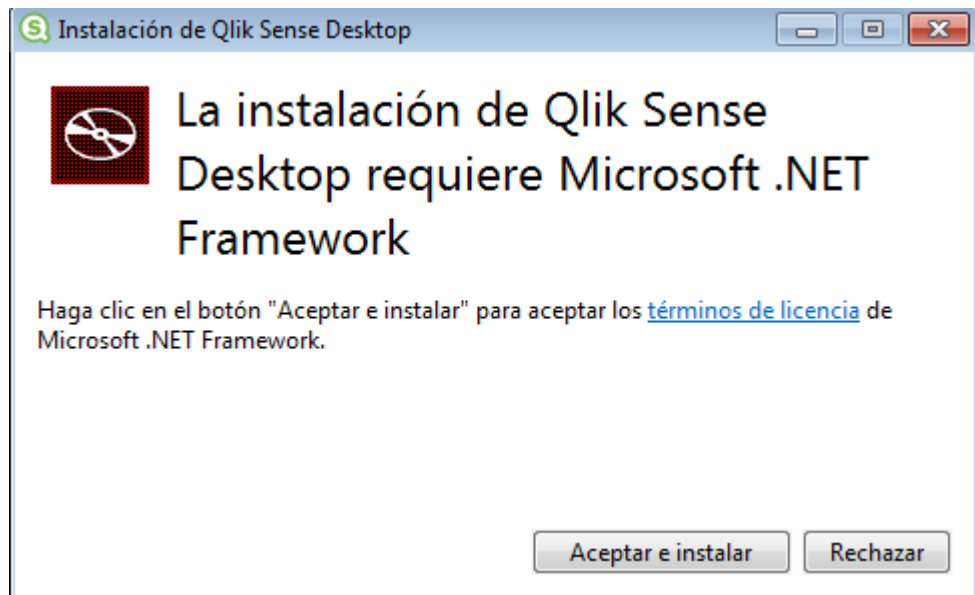 Instalación de Qlik Sense Desktop
La instalación de Qlik Sense
Desktop requiere Microsoft .NET
Framework
Haga clic en el botón "Aceptar e instalar" para aceptar los términos de licencia de
Microsoft .NET Framework.
Aceptar e instalar
Rechazar